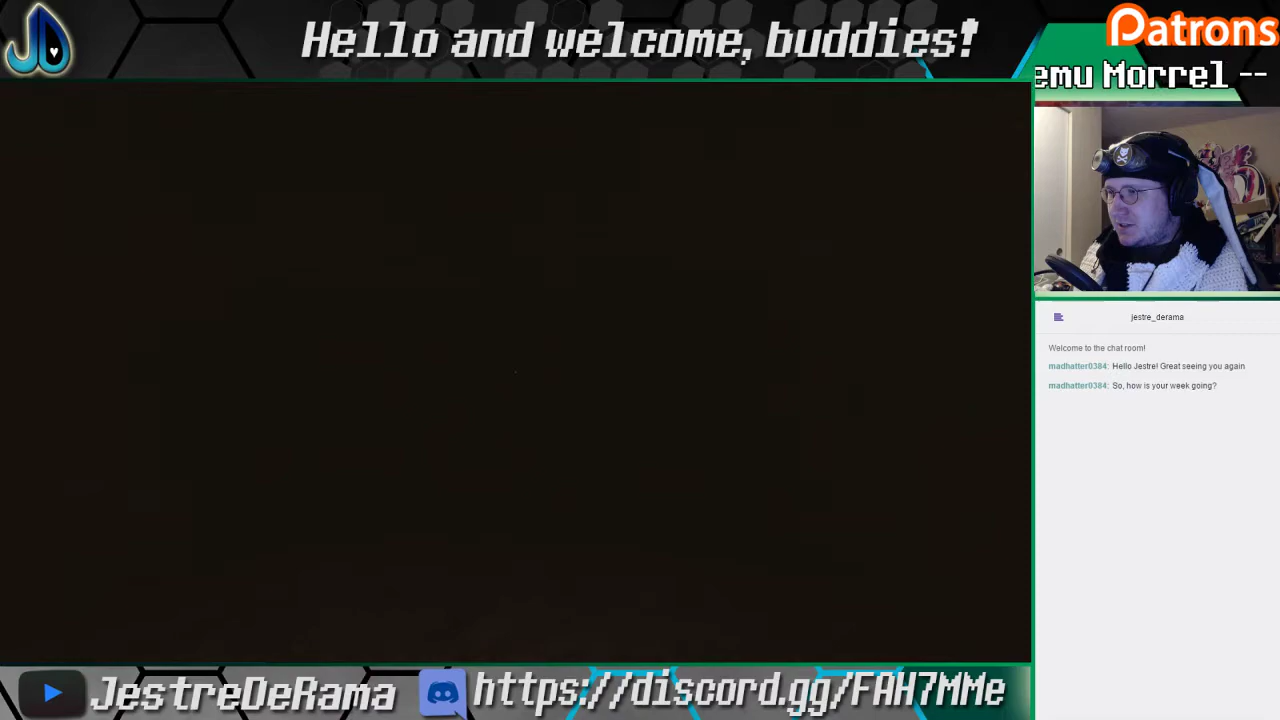 Hello and welcome, buddies!
Patrons
emu Morrel --
jestre_derama
Welcome to the chat room!
madhatter0384: Hello Jestre! Great seeing you again
madhatter0384: So, how is your week going?
JestreDeRama
https://discord.gg/FAH7MMe